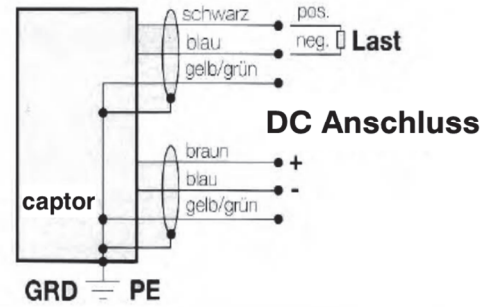 schwarz pos.
blau neg. Last
gelb/grün
DC Anschluss
braun +
blau -
captor gelb/grün
GRD PE